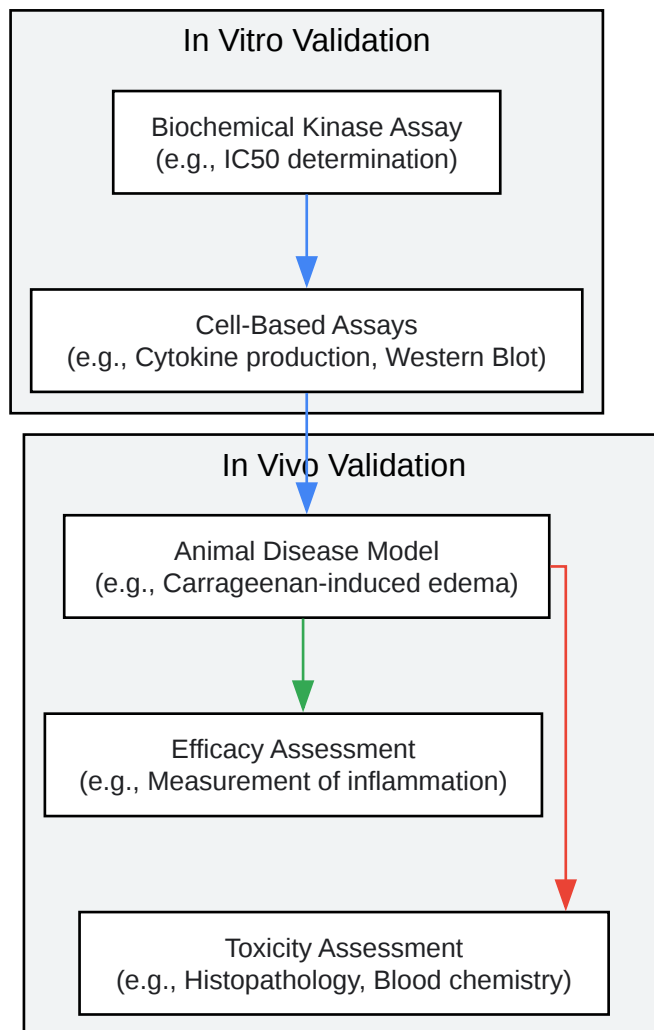 In Vitro Validation
Biochemical Kinase Assay
(e.g., IC50 determination)
Cell-Based Assays
(e.g., Cytokine production, Western Blot)
In Vivo Validation
Animal Disease Model
(e.g., Carrageenan-induced edema)
Efficacy Assessment
(e.g., Measurement of inflammation)
Toxicity Assessment
(e.g., Histopathology, Blood chemistry)